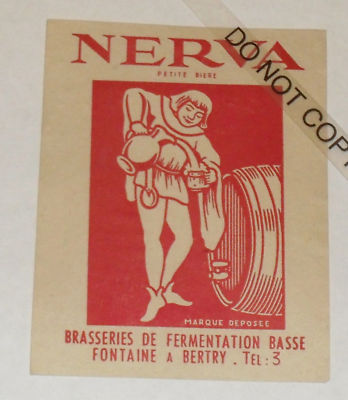 NERVA
PETITE BIERE
DO NOT COPY
MARQUE DEPOSEE
BRASSERIES DE FERMENTATION BASSE
FONTAINE A BERTRY . TEL: 3